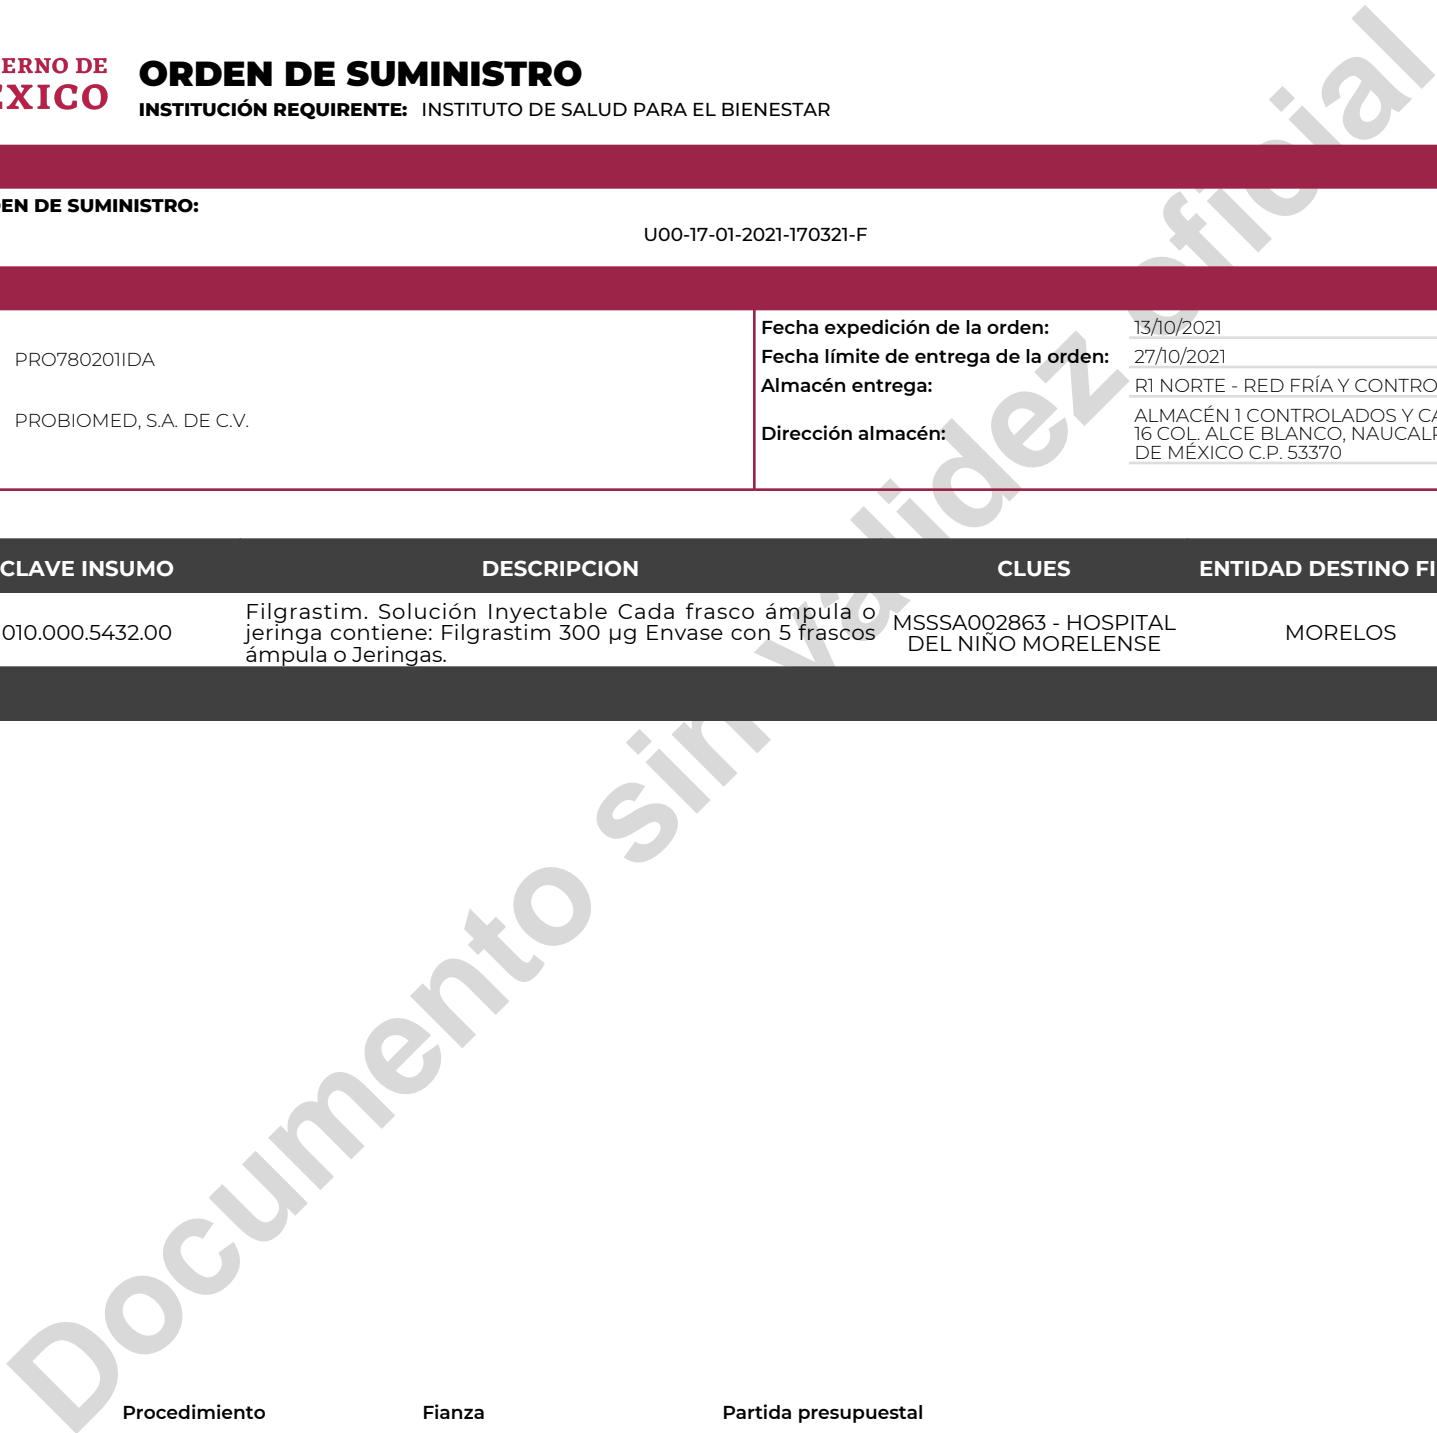 ERNO DE
ÉXICO
ORDEN DE SUMINISTRO
INSTITUCIÓN REQUIRENTE: INSTITUTO DE SALUD PARA EL BIENESTAR
EN DE SUMINISTRO:
U00-17-01-2021-170321-F
PRO780201IDA
PROBIOMED, S.A. DE C.V.
Fecha expedición de la orden: 13/10/2021
Fecha límite de entrega de la orden: 27/10/2021
Almacén entrega: R1 NORTE - RED FRÍA Y CONTRO
Dirección almacén: ALMACÉN 1 CONTROLADOS Y CA
16 COL. ALCE BLANCO, NAUCALP
DE MÉXICO C.P. 53370
CLAVE INSUMO DESCRIPCION CLUES ENTIDAD DESTINO FI
010.000.5432.00
Filgrastim. Solución Inyectable Cada frasco ámpula o
jeringa contiene: Filgrastim 300 µg Envase con 5 frascos
ámpula o Jeringas.
MSSSA002863 - HOSPITAL
DEL NIÑO MORELENSE
MORELOS
Documento sin validez oficial
Procedimiento Fianza Partida presupuestal